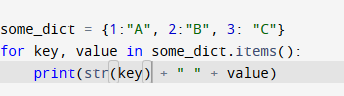 some_dict = {1:"A", 2:"B", 3: "C"}
for key, value in some_dict.items():
    print(str(key) + " " + value)